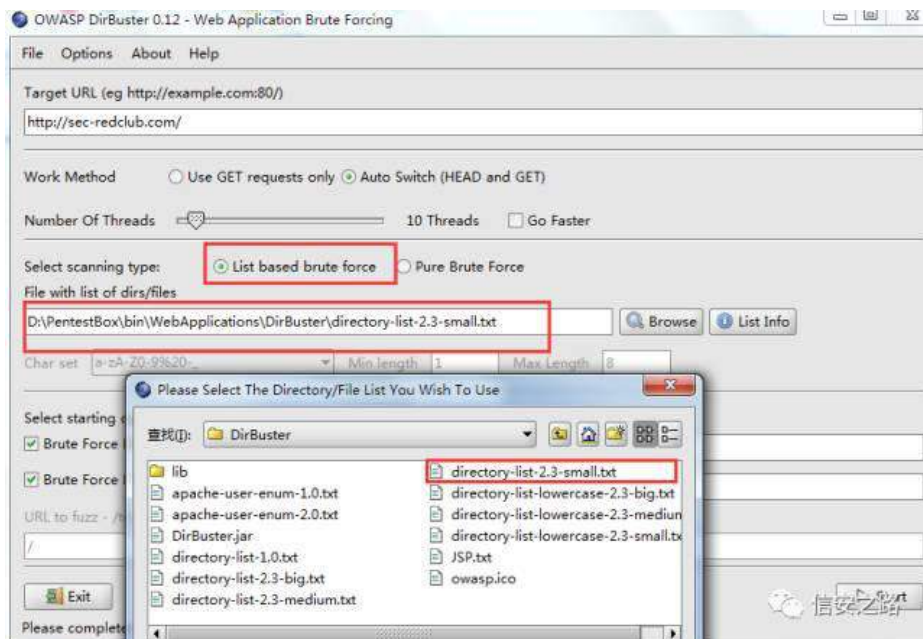 OWASP DirBuster 0.12 - Web Application Brute Forcing
File Options About Help
Target URL (eg http://example.com:80/)
http://sec-redclub.com/
Work Method Use GET requests only Auto Switch (HEAD and GET)
Number Of Threads 10 Threads Go Faster
Select scanning type: List based brute force Pure Brute Force
File with list of dirs/files
D:\PentestBox\bin\WebApplications\DirBuster\directory-list-2.3-small.txt Browse List Info
Char set a-zA-Z0-9%20-_ Min length 1 Max Length 8
Please Select The Directory/File List You Wish To Use
Select starting
查找(I): DirBuster
Brute Force
lib
apache-user-enum-1.0.txt
apache-user-enum-2.0.txt
DirBuster.jar
directory-list-1.0.txt
directory-list-2.3-big.txt
directory-list-2.3-medium.txt
directory-list-2.3-small.txt
directory-list-lowercase-2.3-big.txt
directory-list-lowercase-2.3-medium
directory-list-lowercase-2.3-small.tx
JSP.txt
owasp.ico
Brute Force
URL to fuzz - /
/
Exit
信安之路
Start
Please complete